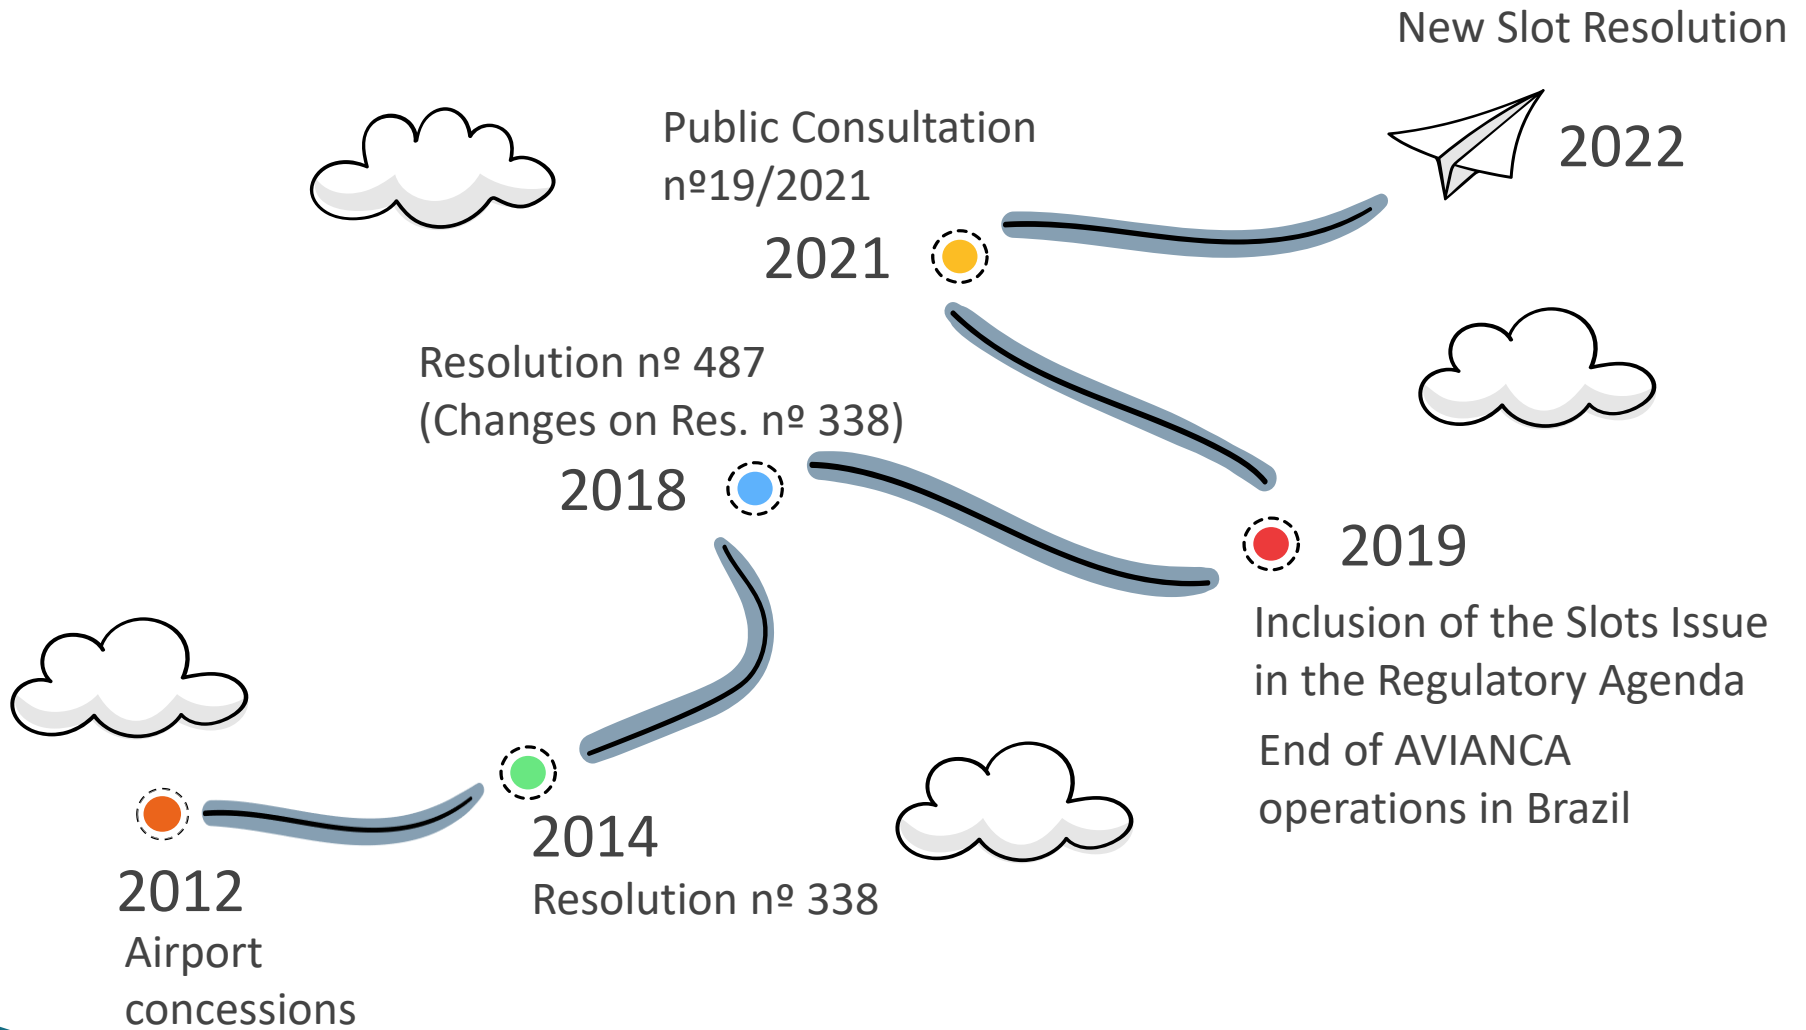 New Slot Resolution
2022
Public Consultation
nº19/2021
2021
Resolution nº 487
(Changes on Res. nº 338)
2018
2019
Inclusion of the Slots Issue
in the Regulatory Agenda
End of AVIANCA
operations in Brazil
2014
Resolution nº 338
2012
Airport
concessions